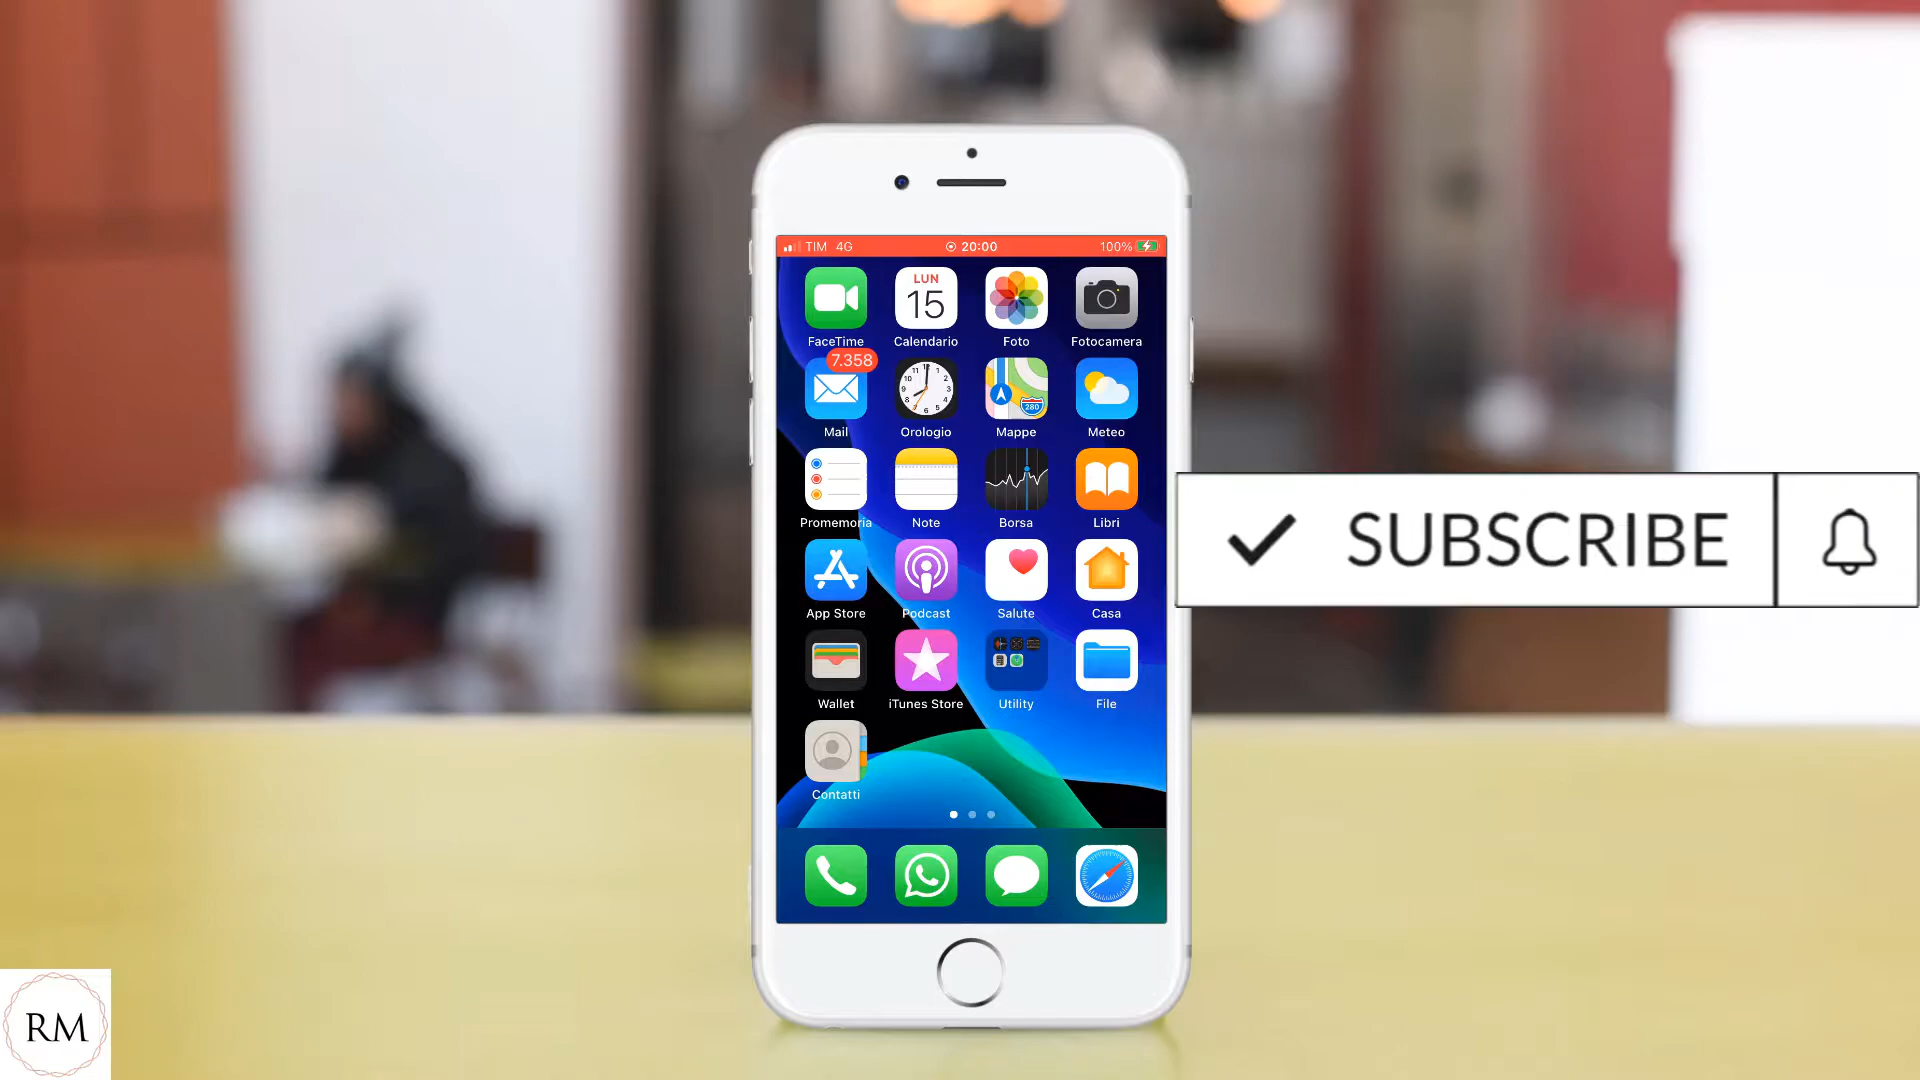 TIM 4G 20:00 100%
LUN
15
FaceTime Calendario Foto Fotocamera
7.358
280
Mail Orologio Mappe Meteo
Promemoria Note Borsa Libri
SUBSCRIBE
App Store Podcast Salute Casa
Wallet iTunes Store Utility File
Contatti
RM